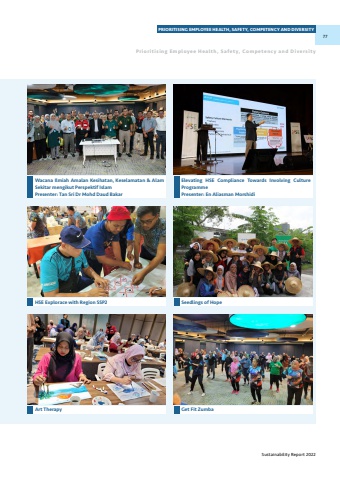 PRIORITISING EMPLOYEE HEALTH, SAFETY, COMPETENCY AND DIVERSITY
77
Prioritising Employee Health, Safety, Competency and Diversity
Wacana Ilmiah Amalan Kesihatan, Keselamatan & Alam
Sekitar mengikut Perspektif Islam
Presenter: Tan Sri Dr Mohd Daud Bakar
Elevating HSE Compliance Towards Involving Culture
Programme
Presenter: En Aliasman Morshidi
HSE Explorace with Region SSP2
Seedlings of Hope
Art Therapy
Get Fit Zumba
Sustainability Report 2022